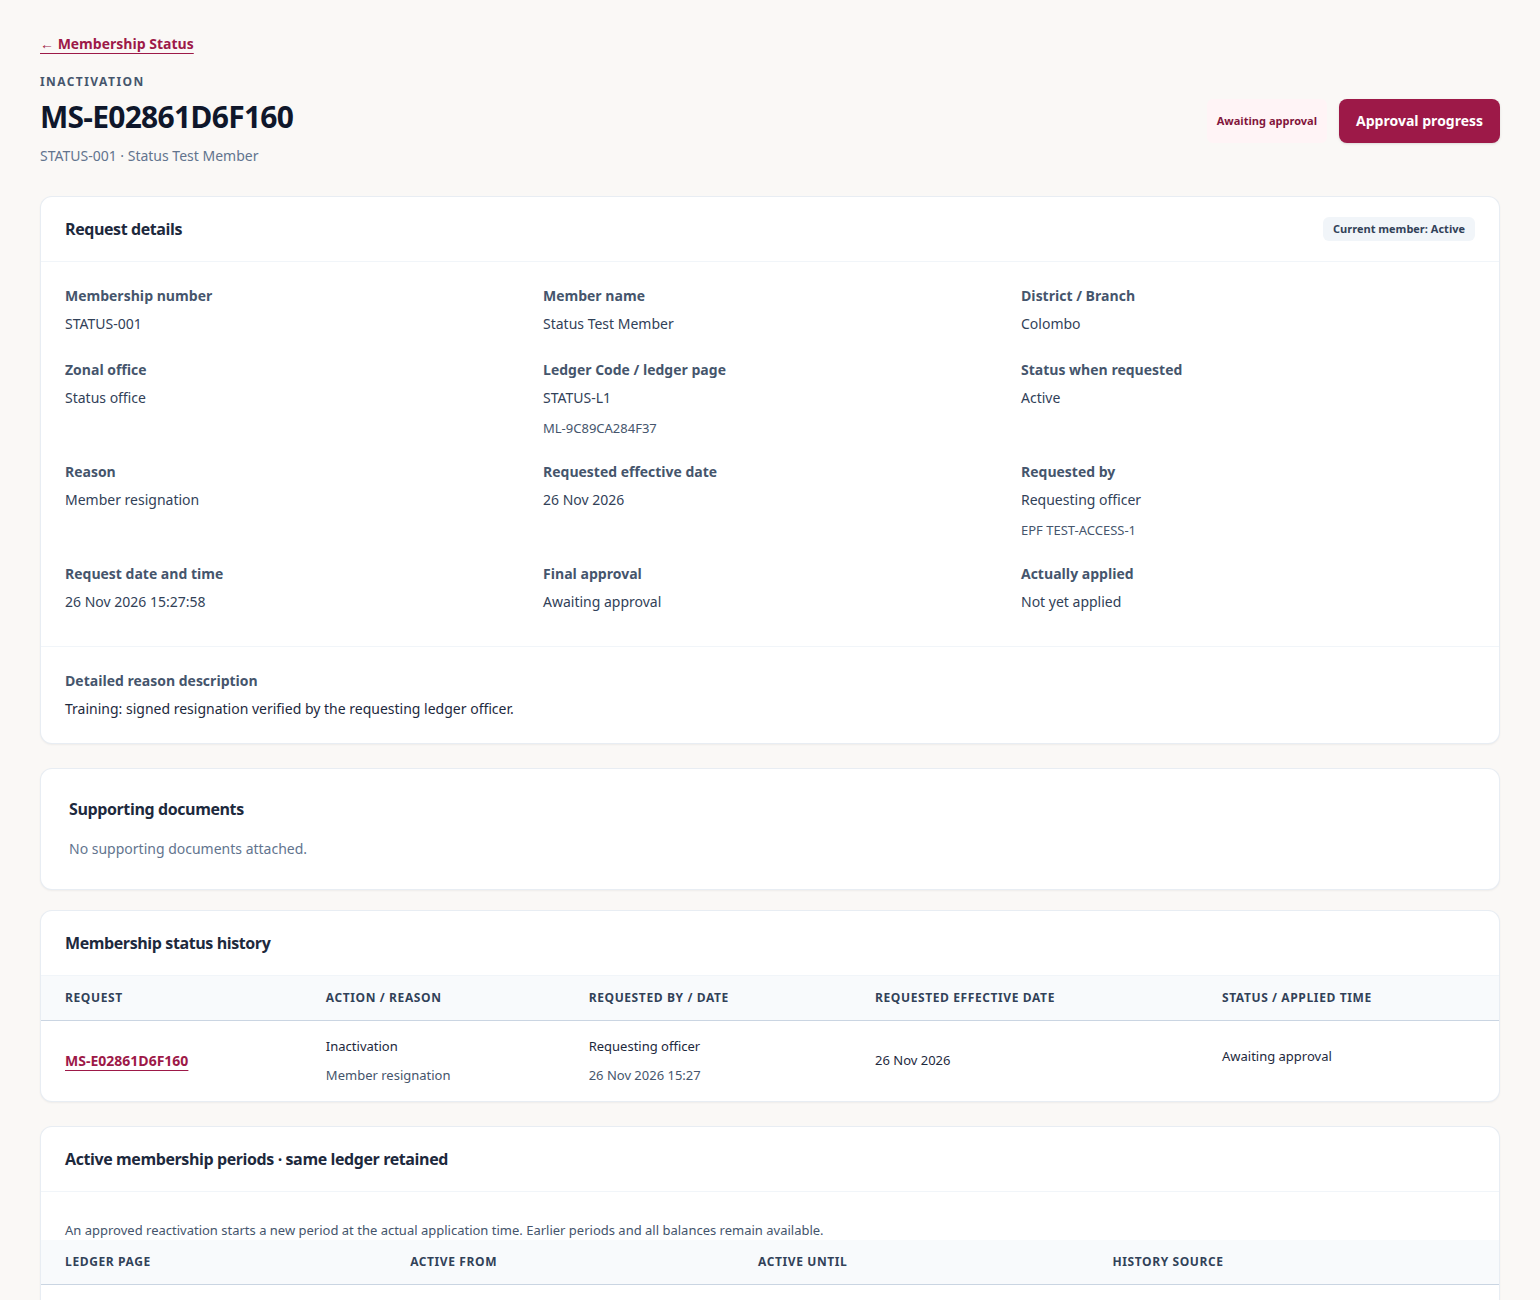 ← Membership Status
INACTIVATION
MS-E02861D6F160
Awaiting approval
Approval progress
STATUS-001 · Status Test Member
Request details
Current member: Active
Membership number
Member name
District / Branch
STATUS-001
Status Test Member
Colombo
Zonal office
Ledger Code / ledger page
Status when requested
Status office
STATUS-L1
Active
ML-9C89CA284F37
Reason
Requested effective date
Requested by
Member resignation
26 Nov 2026
Requesting officer
EPF TEST-ACCESS-1
Request date and time
Final approval
Actually applied
26 Nov 2026 15:27:58
Awaiting approval
Not yet applied
Detailed reason description
Training: signed resignation verified by the requesting ledger officer.
Supporting documents
No supporting documents attached.
Membership status history
REQUEST
ACTION / REASON
REQUESTED BY / DATE
REQUESTED EFFECTIVE DATE
STATUS / APPLIED TIME
MS-E02861D6F160
Inactivation
Member resignation
Requesting officer
26 Nov 2026 15:27
26 Nov 2026
Awaiting approval
Active membership periods · same ledger retained
An approved reactivation starts a new period at the actual application time. Earlier periods and all balances remain available.
LEDGER PAGE
ACTIVE FROM
ACTIVE UNTIL
HISTORY SOURCE